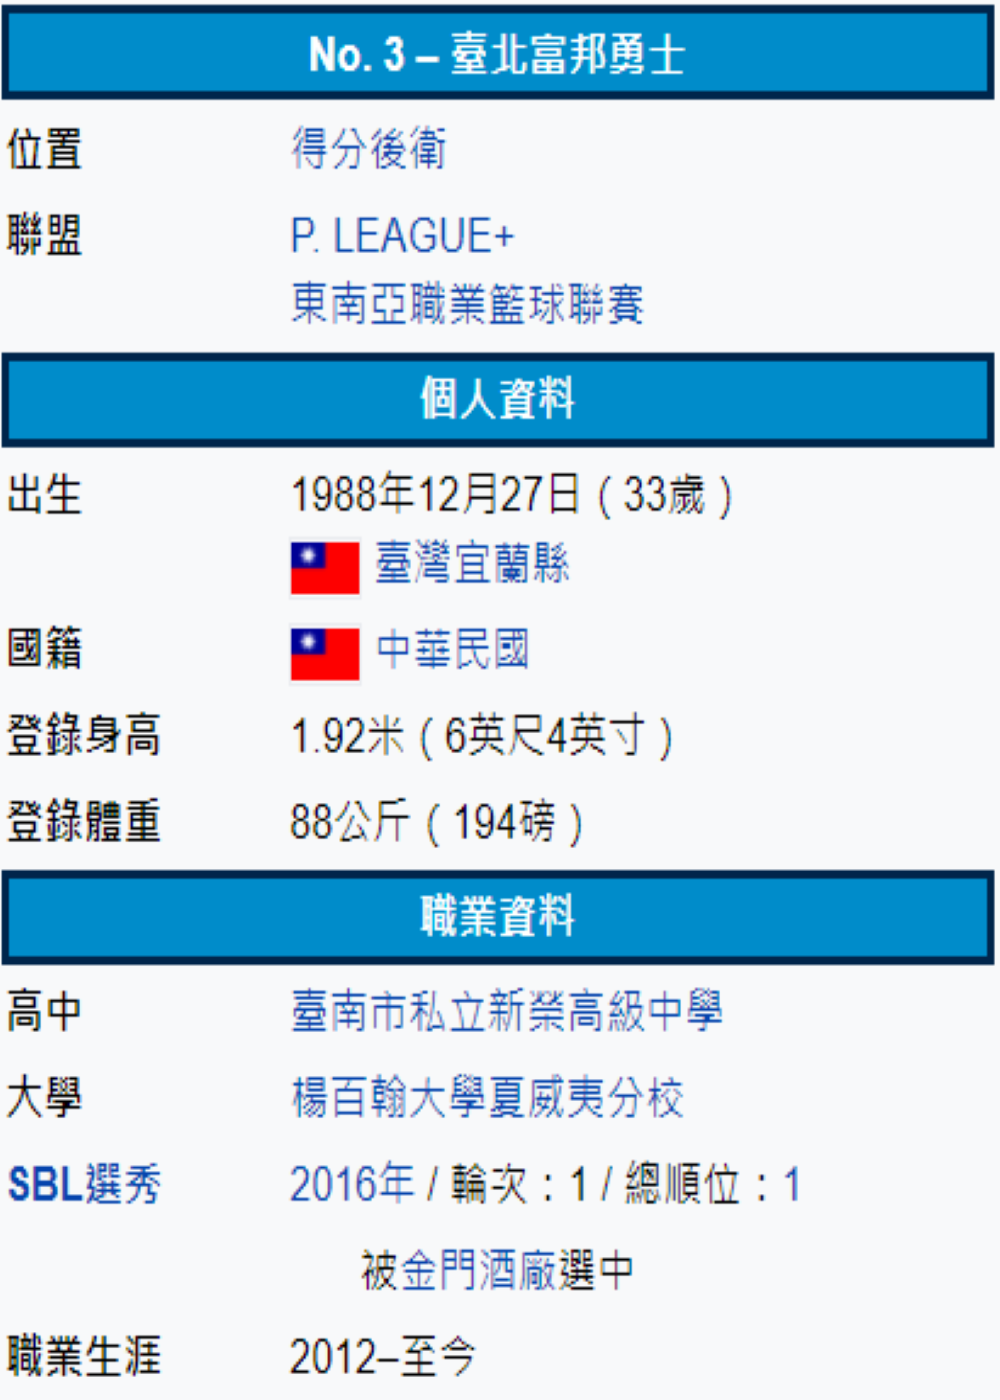 No. 3 – 臺北富邦勇士
位置 得分後衛
聯盟 P. LEAGUE+
東南亞職業籃球聯賽
個人資料
出生 1988年12月27日（33歲）
臺灣宜蘭縣
國籍 中華民國
登錄身高 1.92米（6英尺4英寸）
登錄體重 88公斤（194磅）
職業資料
高中 臺南市私立新榮高級中學
大學 楊百翰大學夏威夷分校
SBL選秀 2016年 / 輪次：1 / 總順位：1
被金門酒廠選中
職業生涯 2012–至今